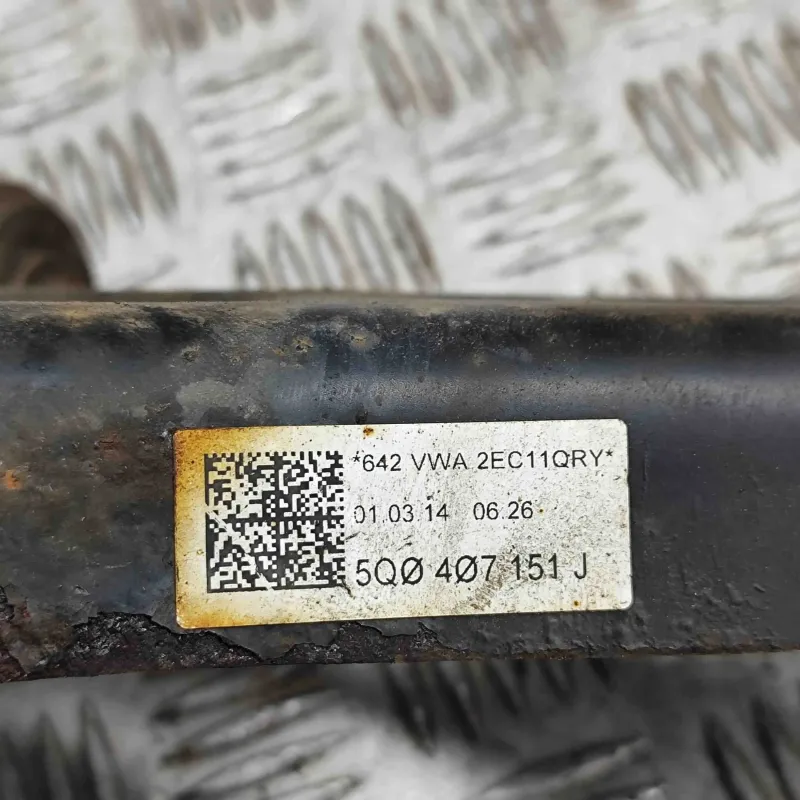 *642 VWA 2EC11QRY*
01.03.14 06.26
5QØ 4Ø7 151 J